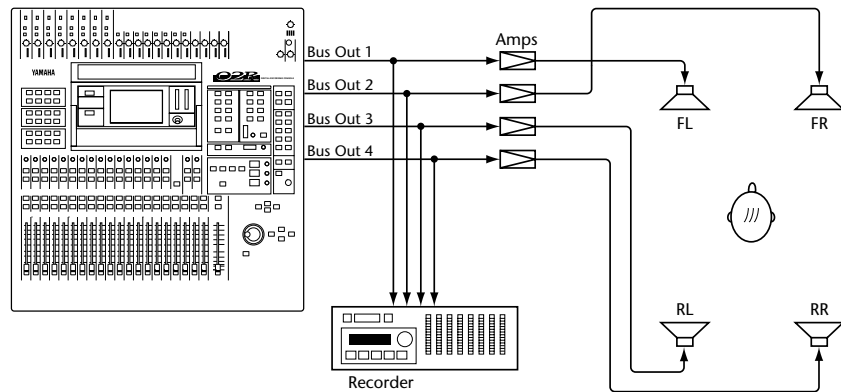 YAMAHA
02R
Bus Out 1
Bus Out 2
Bus Out 3
Bus Out 4
Amps
FL
FR
RL
RR
Recorder